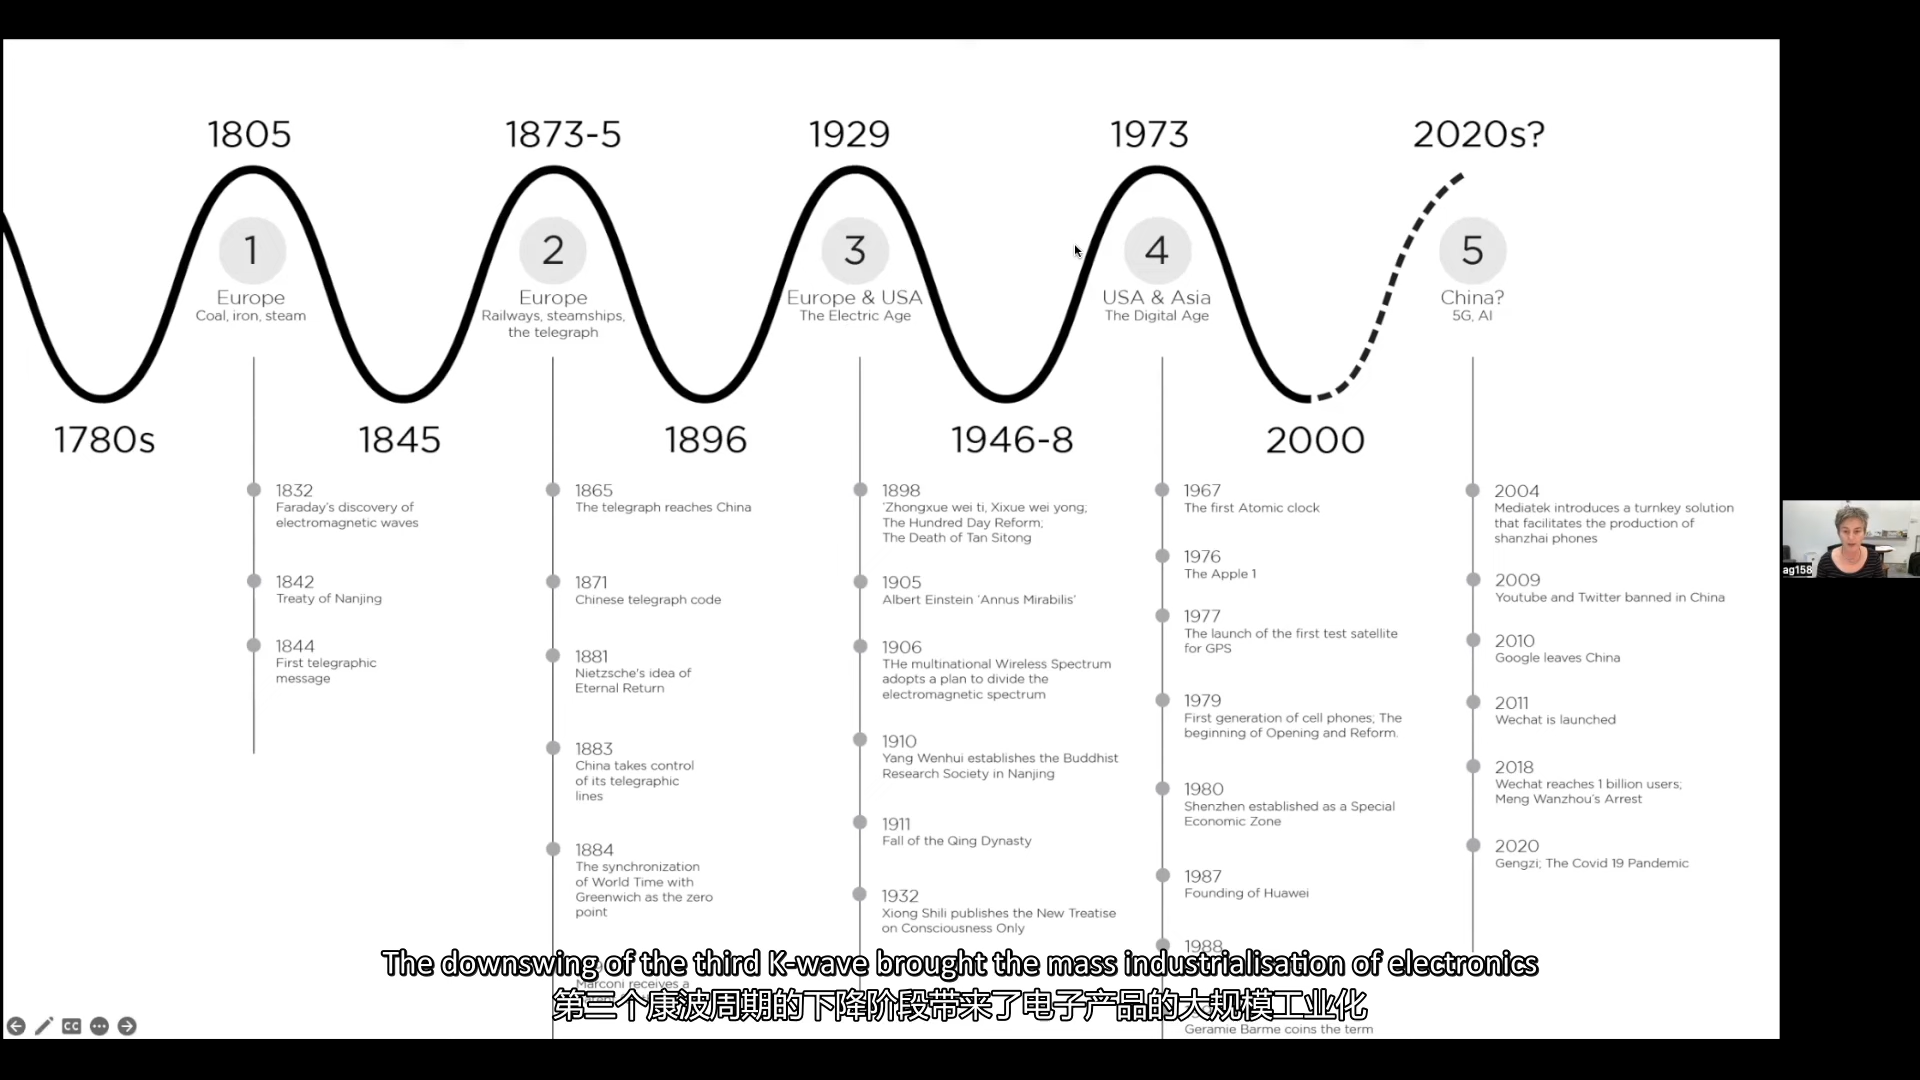 1805
1873-5
1929
1973
2020s?
1
2
3
4
5
Europe
Coal, iron, steam
Europe
Railways, steamships,
the telegraph
Europe & USA
The Electric Age
USA & Asia
The Digital Age
China?
5G, AI
1780s
1845
1896
1946-8
2000
1832
Faraday's discovery of
electromagnetic waves
1842
Treaty of Nanjing
1844
First telegraphic
message
1865
The telegraph reaches China
1871
Chinese telegraph code
1881
Nietzsche's idea of
Eternal Return
1883
China takes control
of its telegraphic
lines
1884
The synchronization
of World Time with
Greenwich as the zero
point
Marconi receives a
1898
'Zhongxue wei ti, Xixue wei yong;
The Hundred Day Reform;
The Death of Tan Sitong
1905
Albert Einstein 'Annus Mirabilis'
1906
THe multinational Wireless Spectrum
adopts a plan to divide the
electromagnetic spectrum
1910
Yang Wenhui establishes the Buddhist
Research Society in Nanjing
1911
Fall of the Qing Dynasty
1932
Xiong Shili publishes the New Treatise
on Consciousness Only
1967
The first Atomic clock
1976
The Apple 1
1977
The launch of the first test satellite
for GPS
1979
First generation of cell phones; The
beginning of Opening and Reform.
1980
Shenzhen established as a Special
Economic Zone
1987
Founding of Huawei
1988
Geramie Barme coins the term
2004
Mediatek introduces a turnkey solution
that facilitates the production of
shanzhai phones
2009
Youtube and Twitter banned in China
2010
Google leaves China
2011
Wechat is launched
2018
Wechat reaches 1 billion users;
Meng Wanzhou's Arrest
2020
Gengzi; The Covid 19 Pandemic
ag158
The downswing of the third K-wave brought the mass industrialisation of electronics
第三个康波周期的下降阶段带来了电子产品的大规模工业化
CC